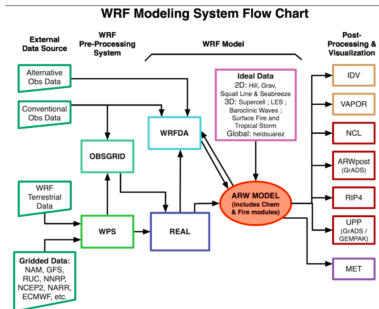 WRF Modeling System Flow Chart
External
Data Source
WRF
Pre-Processing
System
WRF Model
Post-
Processing &
Visualization
Alternative
Obs Data
Conventional
Obs Data
WRF
Terrestrial
Data
Gridded Data:
NAM, GFS,
RUC, NNRP,
NCEP2, NARR,
ECMWF, etc.
OBSGRID
WPS
WRFDA
REAL
Ideal Data
2D: Hill, Grav,
Squall Line & Seabreeze
3D: Supercell ; LES ;
Baroclinic Waves ;
Surface Fire and
Tropical Storm
Global: heldsuarez
ARW MODEL
(includes Chem
& Fire modules)
IDV
VAPOR
NCL
ARWpost
(GrADS)
RIP4
UPP
(GrADS /
GEMPAK)
MET